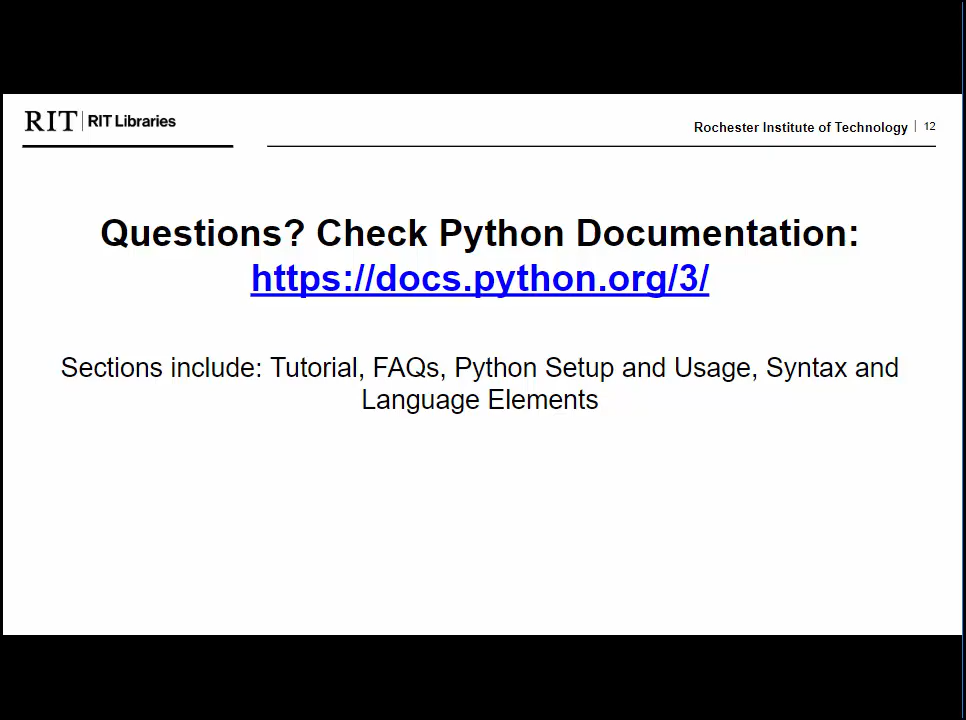 RIT | RIT Libraries
Rochester Institute of Technology | 12
Questions? Check Python Documentation:
https://docs.python.org/3/
Sections include: Tutorial, FAQs, Python Setup and Usage, Syntax and
Language Elements